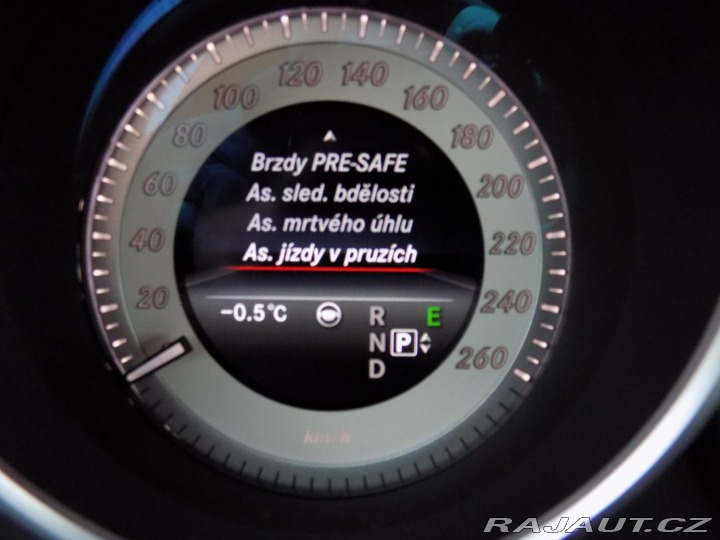 120 140
100 160
80 180
60 200
40 220
20 240
260
Brzdy PRE-SAFE
As. sled. bdělosti
As. mrtvého úhlu
As. jízdy v pruzích
-0.5°C
R E
N P
D
km/h
RAJAUT.CZ